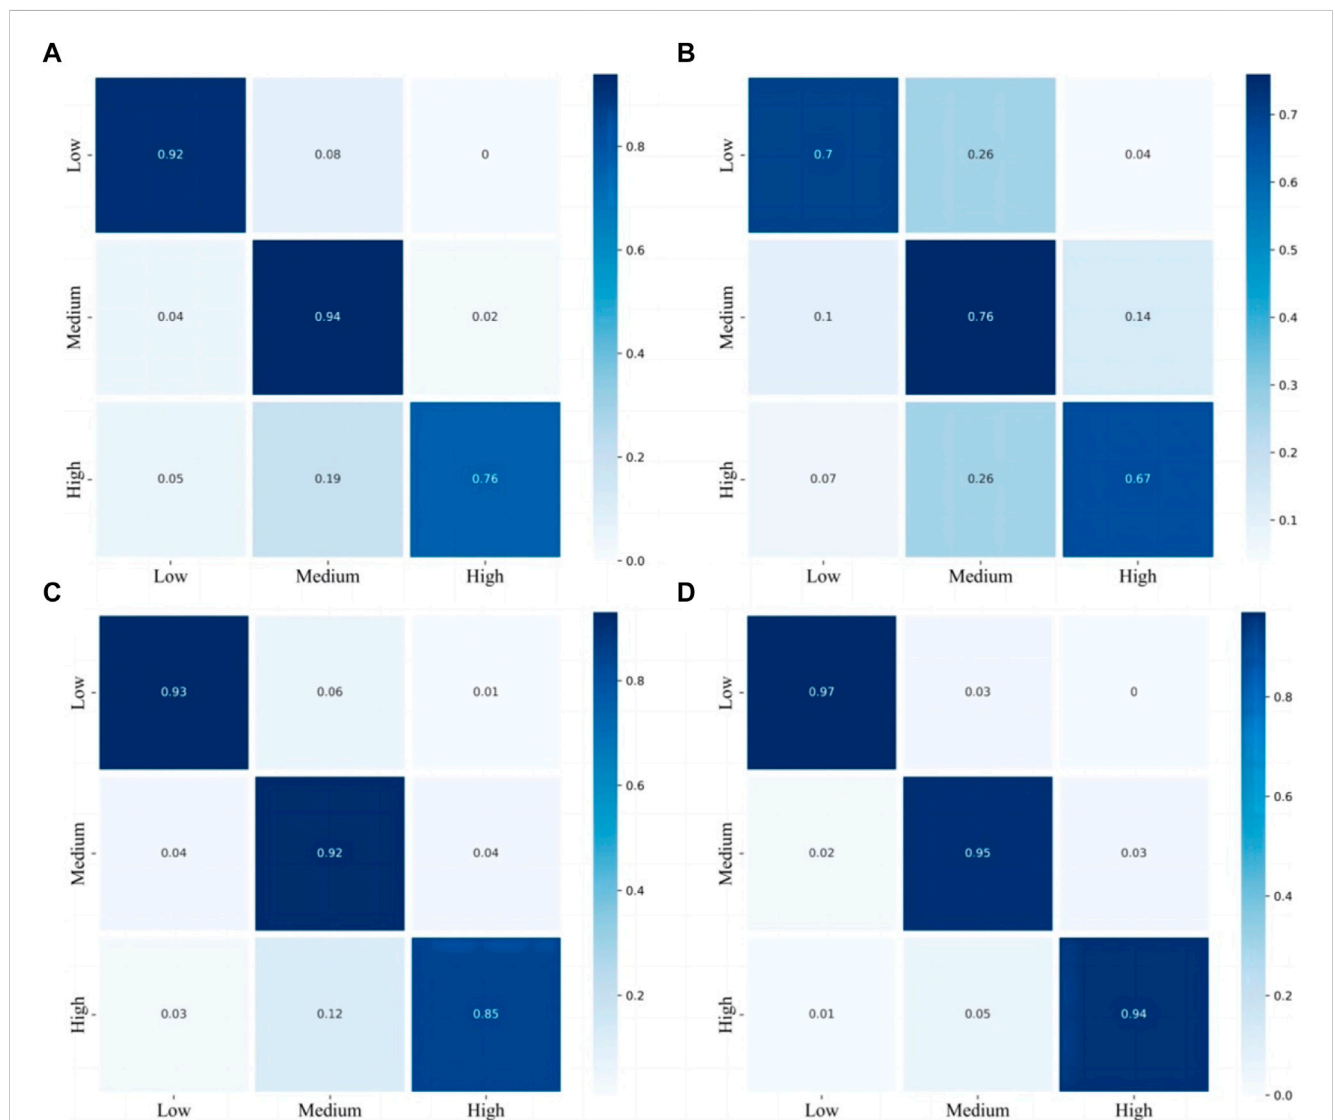 A
B
Low
0.92
0.08
0
0.8
Medium
0.04
0.94
0.02
0.6
0.4
High
0.05
0.19
0.76
0.2
0.0
Low
Medium
High
Low
0.7
0.26
0.04
0.7
0.6
Medium
0.1
0.76
0.14
0.5
0.4
0.3
High
0.07
0.26
0.67
0.2
0.1
Low
Medium
High
C
D
Low
0.93
0.06
0.01
0.8
Medium
0.04
0.92
0.04
0.6
0.4
High
0.03
0.12
0.85
0.2
Low
Medium
High
Low
0.97
0.03
0
0.8
Medium
0.02
0.95
0.03
0.6
0.4
High
0.01
0.05
0.94
0.2
0.0
Low
Medium
High